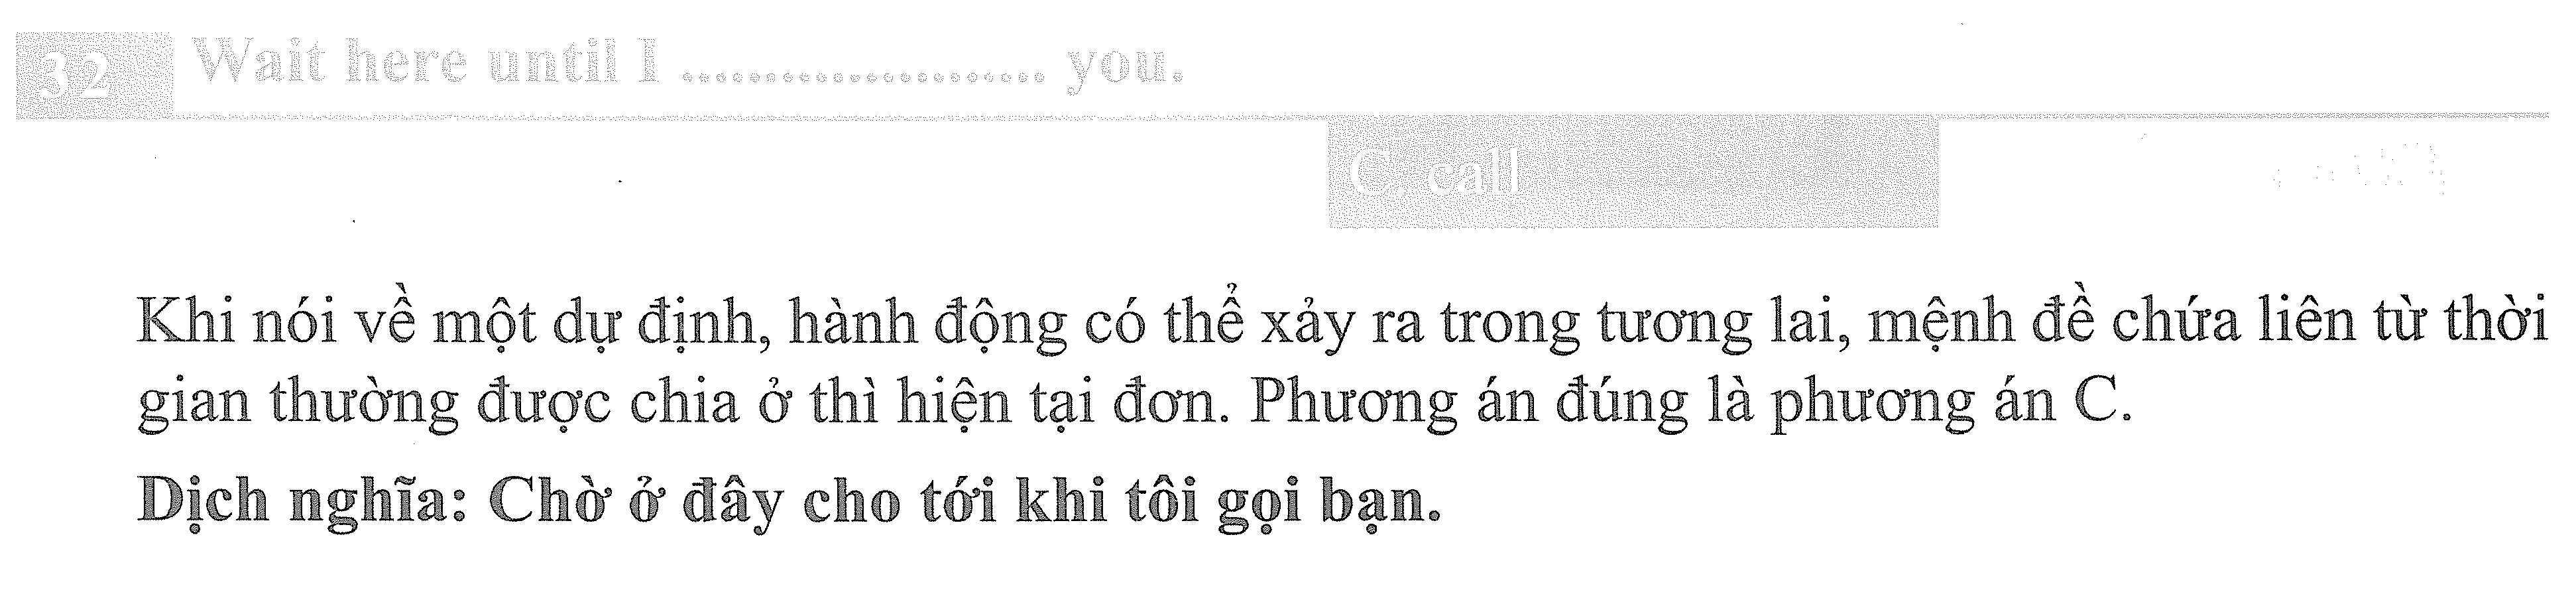 32 Wait here until I ...................... you.
C. call
Khi nói về một dự định, hành động có thể xảy ra trong tương lai, mệnh đề chứa liên từ thời
gian thường được chia ở thì hiện tại đơn. Phương án đúng là phương án C.
Dịch nghĩa: Chờ ở đây cho tới khi tôi gọi bạn.